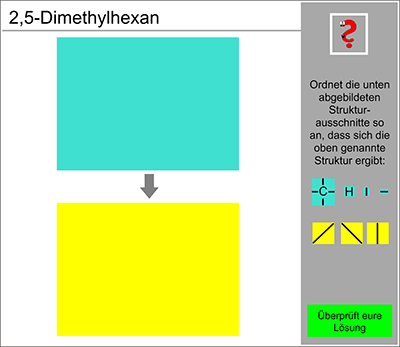 2,5-Dimethylhexan
Ordnet die unten
abgebildeten
Struktur-
ausschnitte so
an, dass sich die
oben genannte
Struktur ergibt:
C H
Überprüft eure
Lösung